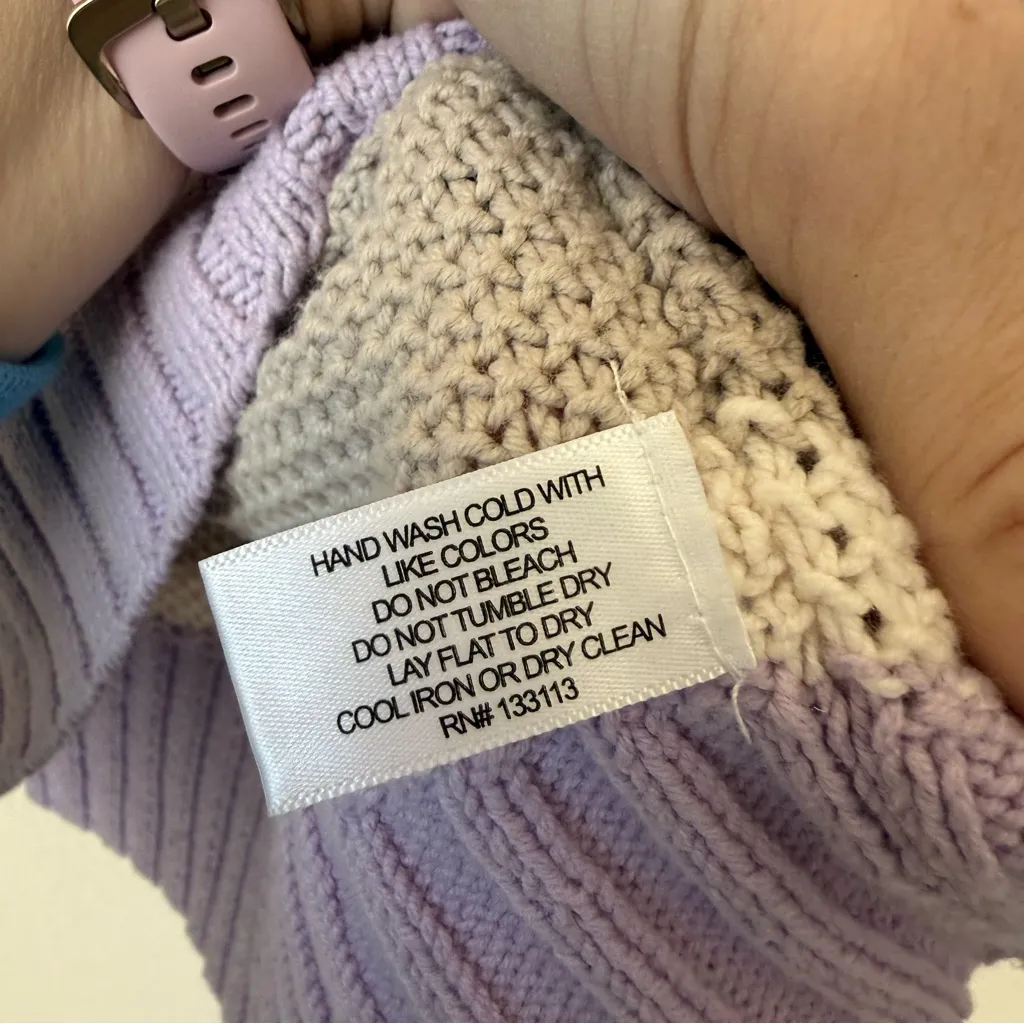 HAND WASH COLD WITH
LIKE COLORS
DO NOT BLEACH
DO NOT TUMBLE DRY
LAY FLAT TO DRY
COOL IRON OR DRY CLEAN
RN# 133113